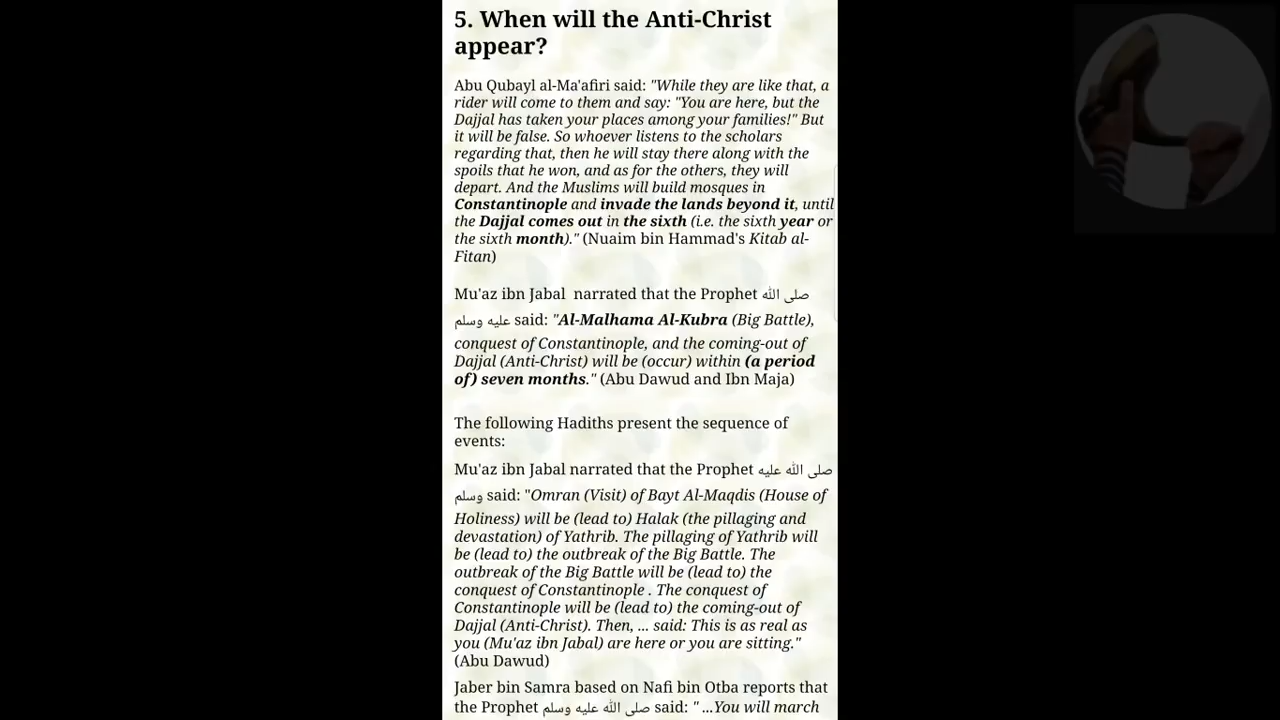 5. When will the Anti-Christ
appear?
Abu Qubayl al-Ma'afiri said: "While they are like that, a
rider will come to them and say: "You are here, but the
Dajjal has taken your places among your families!" But
it will be false. So whoever listens to the scholars
regarding that, then he will stay there along with the
spoils that he won, and as for the others, they will
depart. And the Muslims will build mosques in
Constantinople and invade the lands beyond it, until
the Dajjal comes out in the sixth (i.e. the sixth year or
the sixth month)." (Nuaim bin Hammad's Kitab al-
Fitan)
Mu'az ibn Jabal narrated that the Prophet صلى الله
عليه وسلم said: "Al-Malhama Al-Kubra (Big Battle),
conquest of Constantinople, and the coming-out of
Dajjal (Anti-Christ) will be (occur) within (a period
of) seven months." (Abu Dawud and Ibn Maja)
The following Hadiths present the sequence of
events:
Mu'az ibn Jabal narrated that the Prophet صلى الله عليه
وسلم said: "Omran (Visit) of Bayt Al-Maqdis (House of
Holiness) will be (lead to) Halak (the pillaging and
devastation) of Yathrib. The pillaging of Yathrib will
be (lead to) the outbreak of the Big Battle. The
outbreak of the Big Battle will be (lead to) the
conquest of Constantinople . The conquest of
Constantinople will be (lead to) the coming-out of
Dajjal (Anti-Christ). Then, ... said: This is as real as
you (Mu'az ibn Jabal) are here or you are sitting."
(Abu Dawud)
Jaber bin Samra based on Nafi bin Otba reports that
the Prophet صلى الله عليه وسلم said: " ...You will march